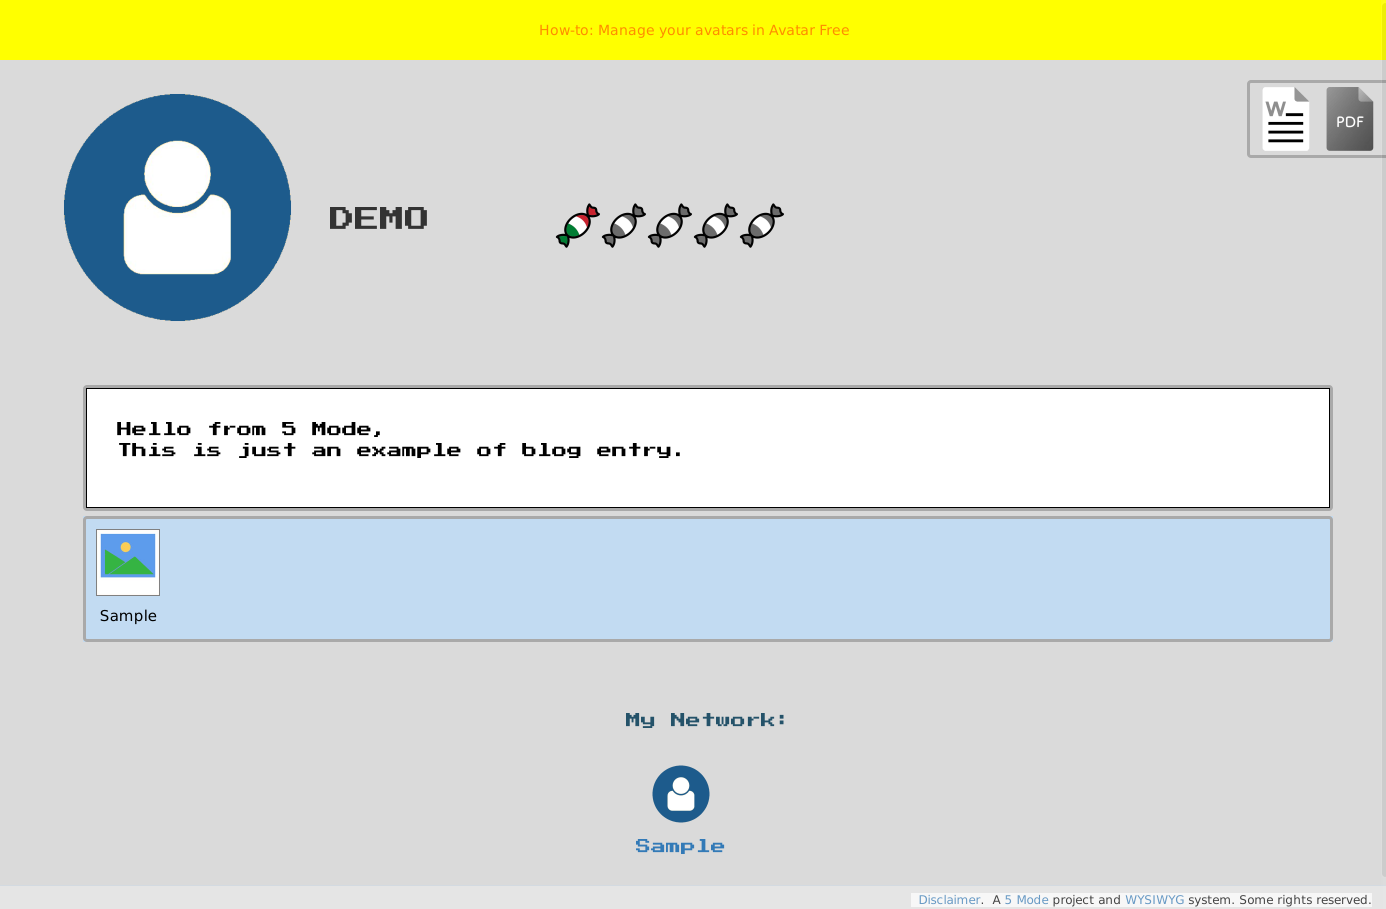 How-to: Manage your avatars in Avatar Free
W
PDF
DEMO
Hello from 5 Mode,
This is just an example of blog entry.
Sample
My Network:
Sample
Disclaimer.  A 5 Mode project and WYSIWYG system. Some rights reserved.